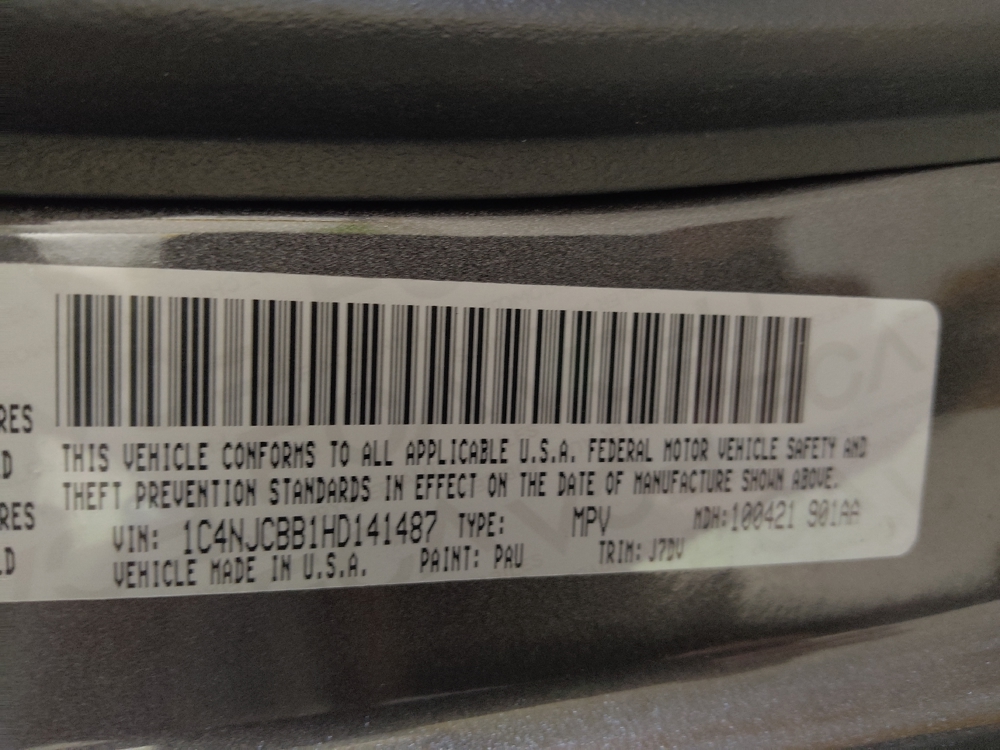 RES
D
RES
LD
THIS VEHICLE CONFORMS TO ALL APPLICABLE U.S.A. FEDERAL MOTOR VEHICLE SAFETY AND
THEFT PREVENTION STANDARDS IN EFFECT ON THE DATE OF MANUFACTURE SHOWN ABOVE.
VIN: 1C4NJCBB1HD141487 TYPE: MPV MDH:100421 901AA
VEHICLE MADE IN U.S.A. PAINT: PAU TRIM: J7DV